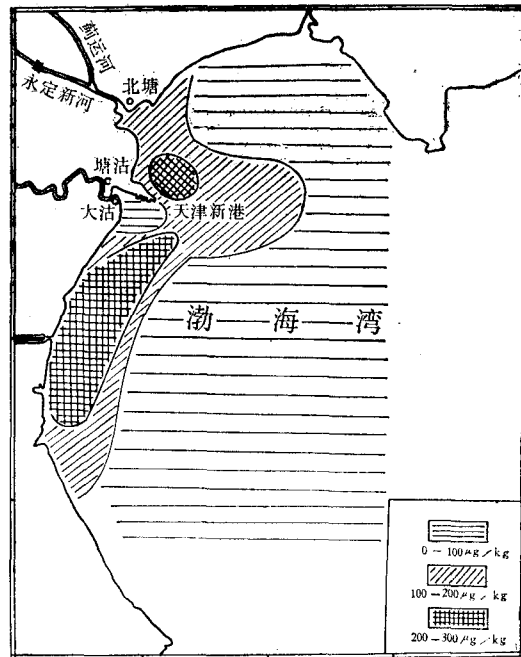 蓟运河
永定新河
北塘
塘沽
大沽
天津新港
渤海湾
0-100μg/kg
100-200μg/kg
200-300μg/kg